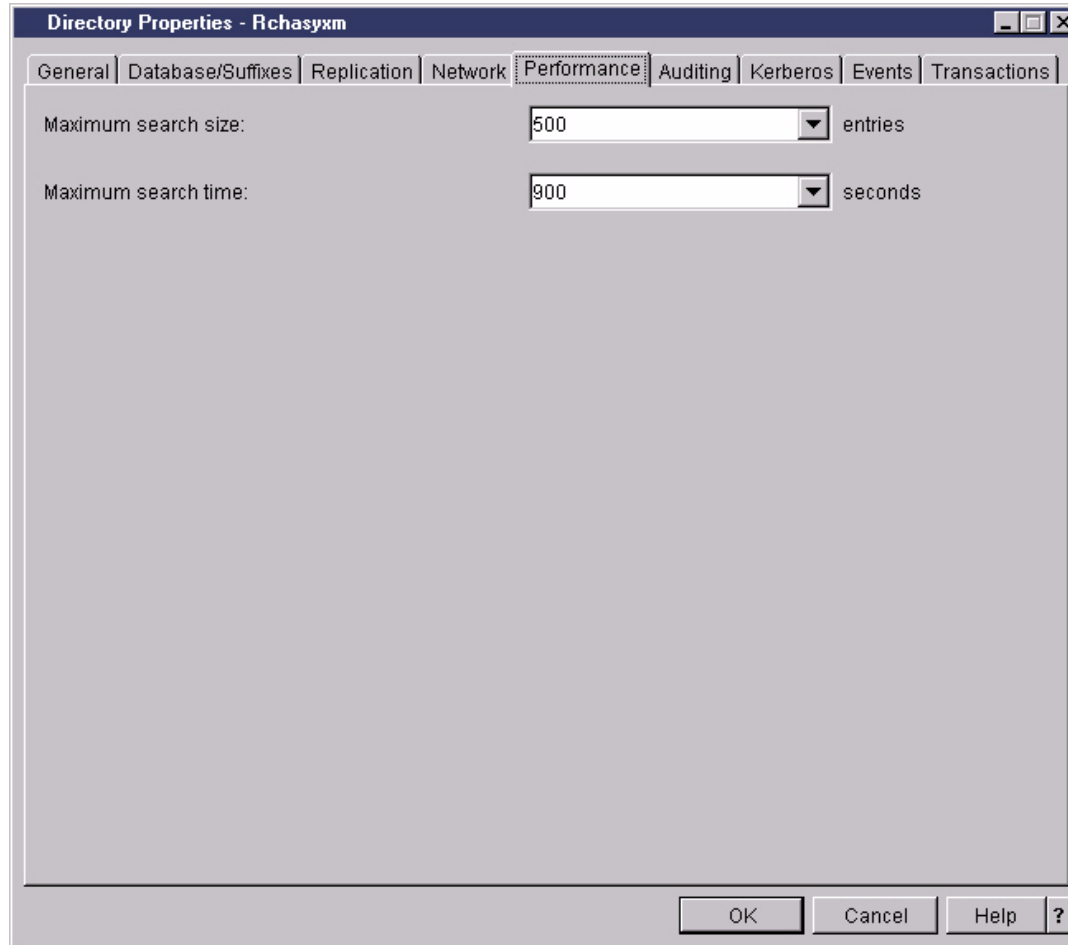 Directory Properties - Rchasyxm
General Database/Suffixes Replication Network Performance Auditing Kerberos Events Transactions
Maximum search size: 500 entries
Maximum search time: 900 seconds
OK Cancel Help ?